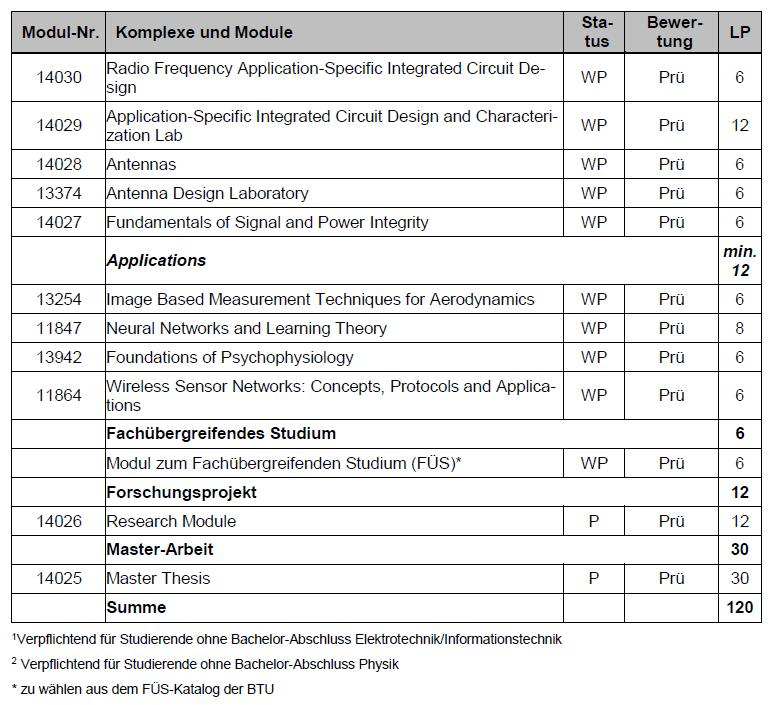 Modul-Nr. Komplexe und Module Sta- Bewer- LP
tus tung
14030 Radio Frequency Application-Specific Integrated Circuit De- WP Prü 6
sign
14029 Application-Specific Integrated Circuit Design and Characteri- WP Prü 12
zation Lab
14028 Antennas WP Prü 6
13374 Antenna Design Laboratory WP Prü 6
14027 Fundamentals of Signal and Power Integrity WP Prü 6
Applications min.
12
13254 Image Based Measurement Techniques for Aerodynamics WP Prü 6
11847 Neural Networks and Learning Theory WP Prü 8
13942 Foundations of Psychophysiology WP Prü 6
11864 Wireless Sensor Networks: Concepts, Protocols and Applica- WP Prü 6
tions
Fachübergreifendes Studium 6
Modul zum Fachübergreifenden Studium (FÜS)* WP Prü 6
Forschungsprojekt 12
14026 Research Module P Prü 12
Master-Arbeit 30
14025 Master Thesis P Prü 30
Summe 120
¹Verpflichtend für Studierende ohne Bachelor-Abschluss Elektrotechnik/Informationstechnik
² Verpflichtend für Studierende ohne Bachelor-Abschluss Physik
* zu wählen aus dem FÜS-Katalog der BTU